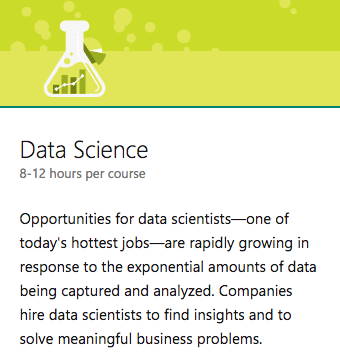 Data Science
8-12 hours per course
Opportunities for data scientists—one of
today's hottest jobs—are rapidly growing in
response to the exponential amounts of data
being captured and analyzed. Companies
hire data scientists to find insights and to
solve meaningful business problems.